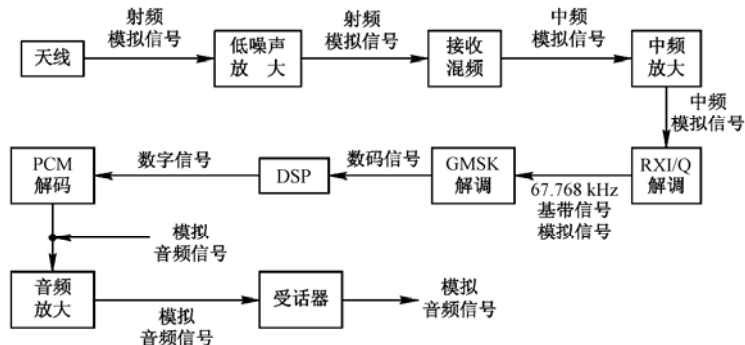 天线
射频
模拟信号
低噪声
放 大
射频
模拟信号
接收
混频
中频
模拟信号
中频
放大
中频
模拟信号
RXI/Q
解调
67.768 kHz
基带信号
模拟信号
GMSK
解调
数码信号
DSP
数字信号
PCM
解码
模拟
音频信号
音频
放大
模拟
音频信号
受话器
模拟
音频信号